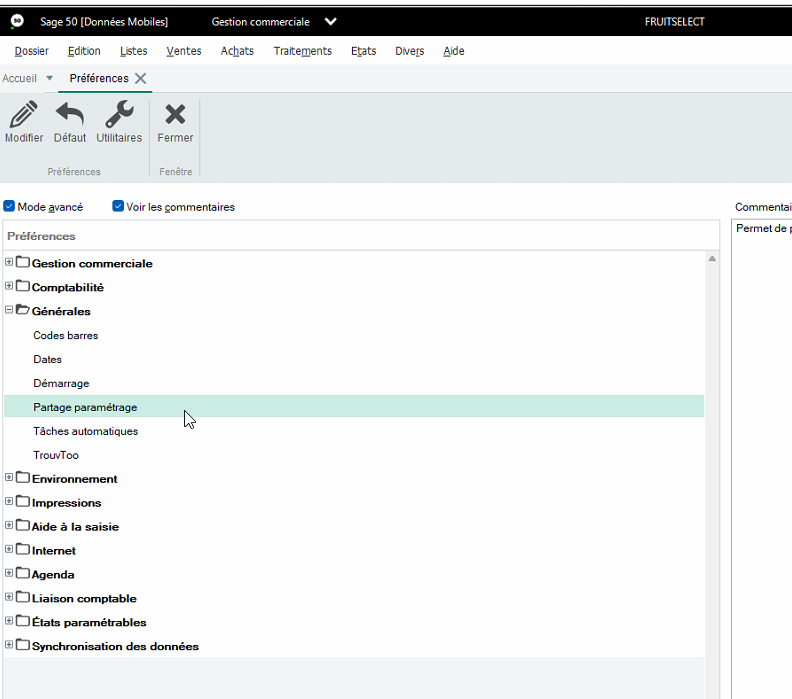 50 Sage 50 [Données Mobiles] Gestion commerciale FRUITSELECT
Dossier Edition Listes Ventes Achats Traitements Etats Divers Aide
Accueil Préférences
Modifier Défaut Utilitaires Fermer
Préférences Fenêtre
Mode avancé Voir les commentaires Commentai
Préférences Permet de p
Gestion commerciale
Comptabilité
Générales
Codes barres
Dates
Démarrage
Partage paramétrage
Tâches automatiques
TrouvToo
Environnement
Impressions
Aide à la saisie
Internet
Agenda
Liaison comptable
États paramétrables
Synchronisation des données